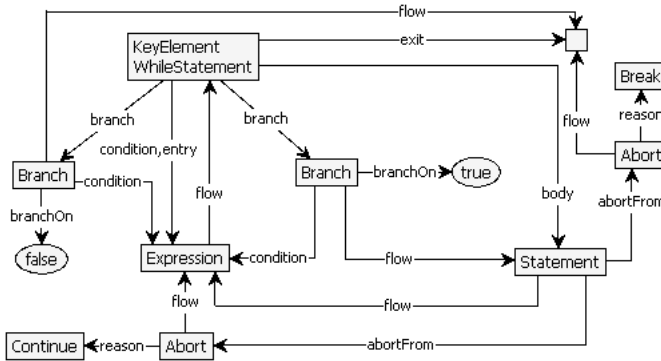 flow
KeyElement
WhileStatement
exit
Break
branch
branch
reason
condition,entry
flow
Branch
condition
flow
Branch
branchOn
true
Abort
branchOn
body
abortFrom
false
Expression
condition
flow
Statement
flow
flow
Continue
reason
Abort
abortFrom